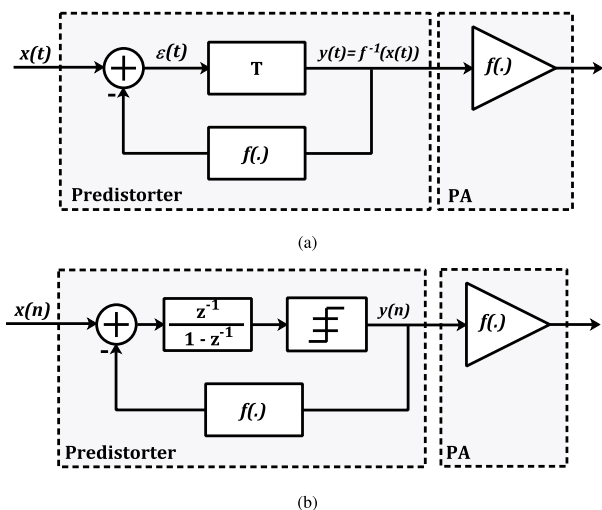 x(t)
+
-
ε(t)
T
y(t)= f⁻¹(x(t))
f(.)
f(.)
Predistorter
PA
(a)
x(n)
+
-
z⁻¹
1 - z⁻¹
y(n)
f(.)
f(.)
Predistorter
PA
(b)